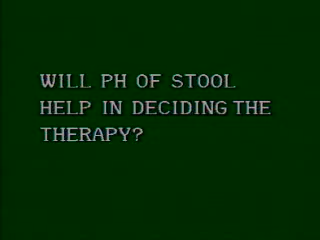 WILL PH OF STOOL
HELP IN DECIDING THE
THERAPY?